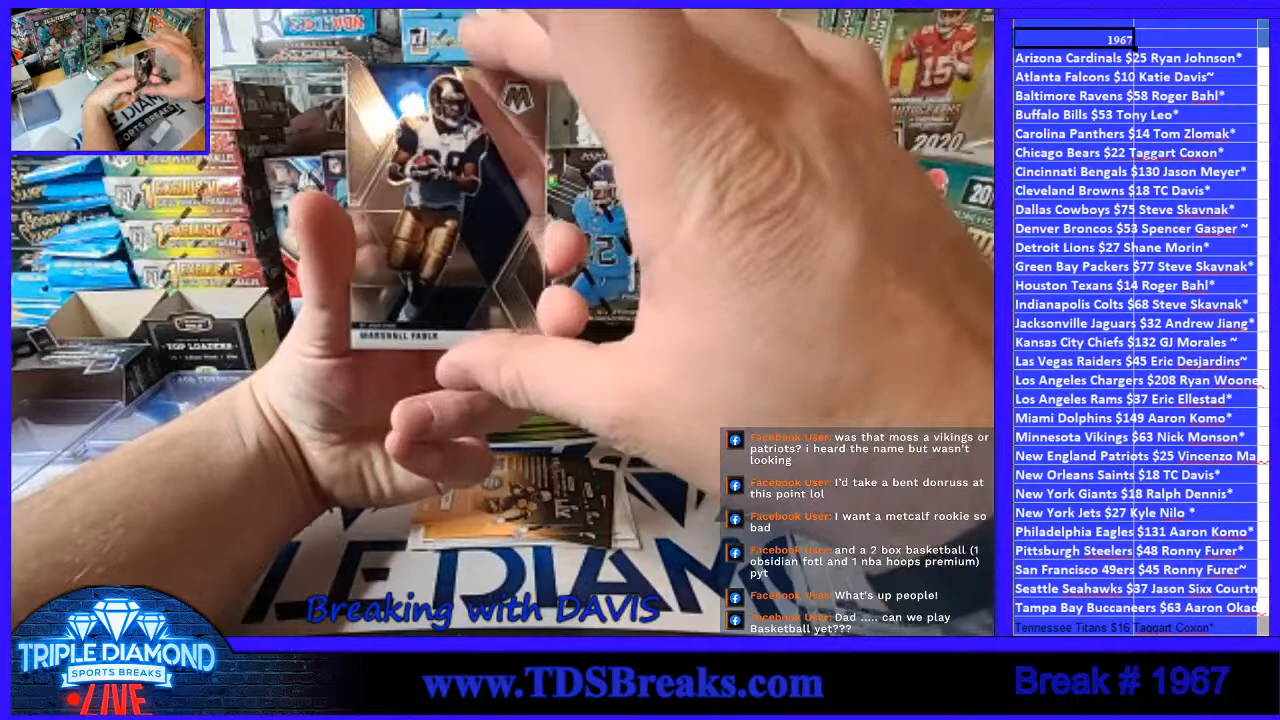 1967
Arizona Cardinals $25 Ryan Johnson*
Atlanta Falcons $10 Katie Davis~
Baltimore Ravens $58 Roger Bahl*
Buffalo Bills $53 Tony Leo*
Carolina Panthers $14 Tom Zlomak*
Chicago Bears $22 Taggart Coxon*
Cincinnati Bengals $130 Jason Meyer*
Cleveland Browns $18 TC Davis*
Dallas Cowboys $75 Steve Skavnak*
Denver Broncos $53 Spencer Gasper ~
Detroit Lions $27 Shane Morin*
Green Bay Packers $77 Steve Skavnak*
Houston Texans $14 Roger Bahl*
Indianapolis Colts $68 Steve Skavnak*
Jacksonville Jaguars $32 Andrew Jiang*
Kansas City Chiefs $132 GJ Morales ~
Las Vegas Raiders $45 Eric Desjardins~
Los Angeles Chargers $208 Ryan Woone
Los Angeles Rams $37 Eric Ellestad*
Miami Dolphins $149 Aaron Komo*
Minnesota Vikings $63 Nick Monson*
New England Patriots $25 Vincenzo Ma
New Orleans Saints $18 TC Davis*
New York Giants $18 Ralph Dennis*
New York Jets $27 Kyle Nilo *
Philadelphia Eagles $131 Aaron Komo*
Pittsburgh Steelers $48 Ronny Furer*
San Francisco 49ers $45 Ronny Furer~
Seattle Seahawks $37 Jason Sixx Courtn
Tampa Bay Buccaneers $63 Aaron Okad
Tennessee Titans $16 Taggart Coxon*
2020
MARSHALL FAULK
TOP LOADERS
Facebook User: was that moss a vikings or
patriots? i heard the name but wasn't
looking
Facebook User: I'd take a bent donruss at
this point lol
Facebook User: I want a metcalf rookie so
bad
Facebook User: and a 2 box basketball (1
obsidian fotl and 1 nba hoops premium)
pyt
Facebook User: What's up people!
Facebook User: Dad ..... can we play
Basketball yet???
LE DIAM
Breaking with DAVIS
TRIPLE DIAMOND
SPORTS BREAKS
LIVE
www.TDSBreaks.com
Break # 1967